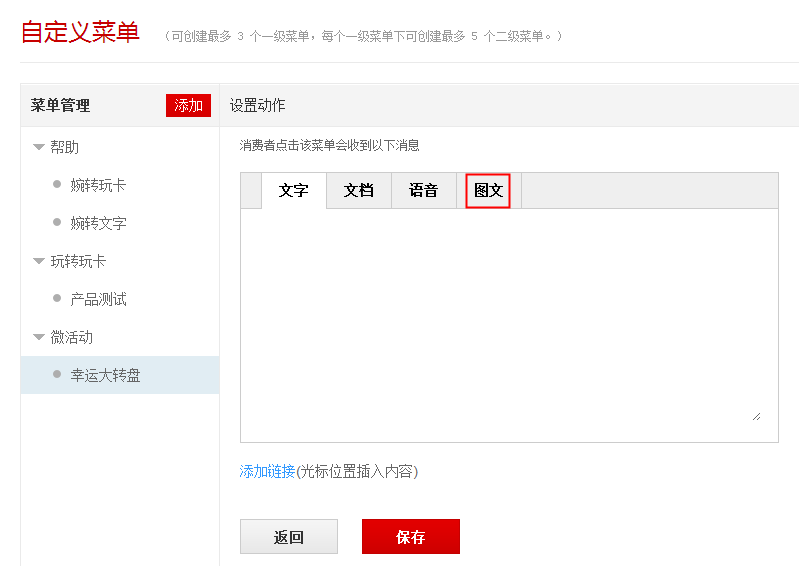 自定义菜单 （可创建最多 3 个一级菜单，每个一级菜单下可创建最多 5 个二级菜单。）
菜单管理 添加 设置动作
帮助
婉转玩卡
婉转文字
玩转玩卡
产品测试
微活动
幸运大转盘
消费者点击该菜单会收到以下消息
文字 文档 语音 图文
添加链接(光标位置插入内容)
返回 保存